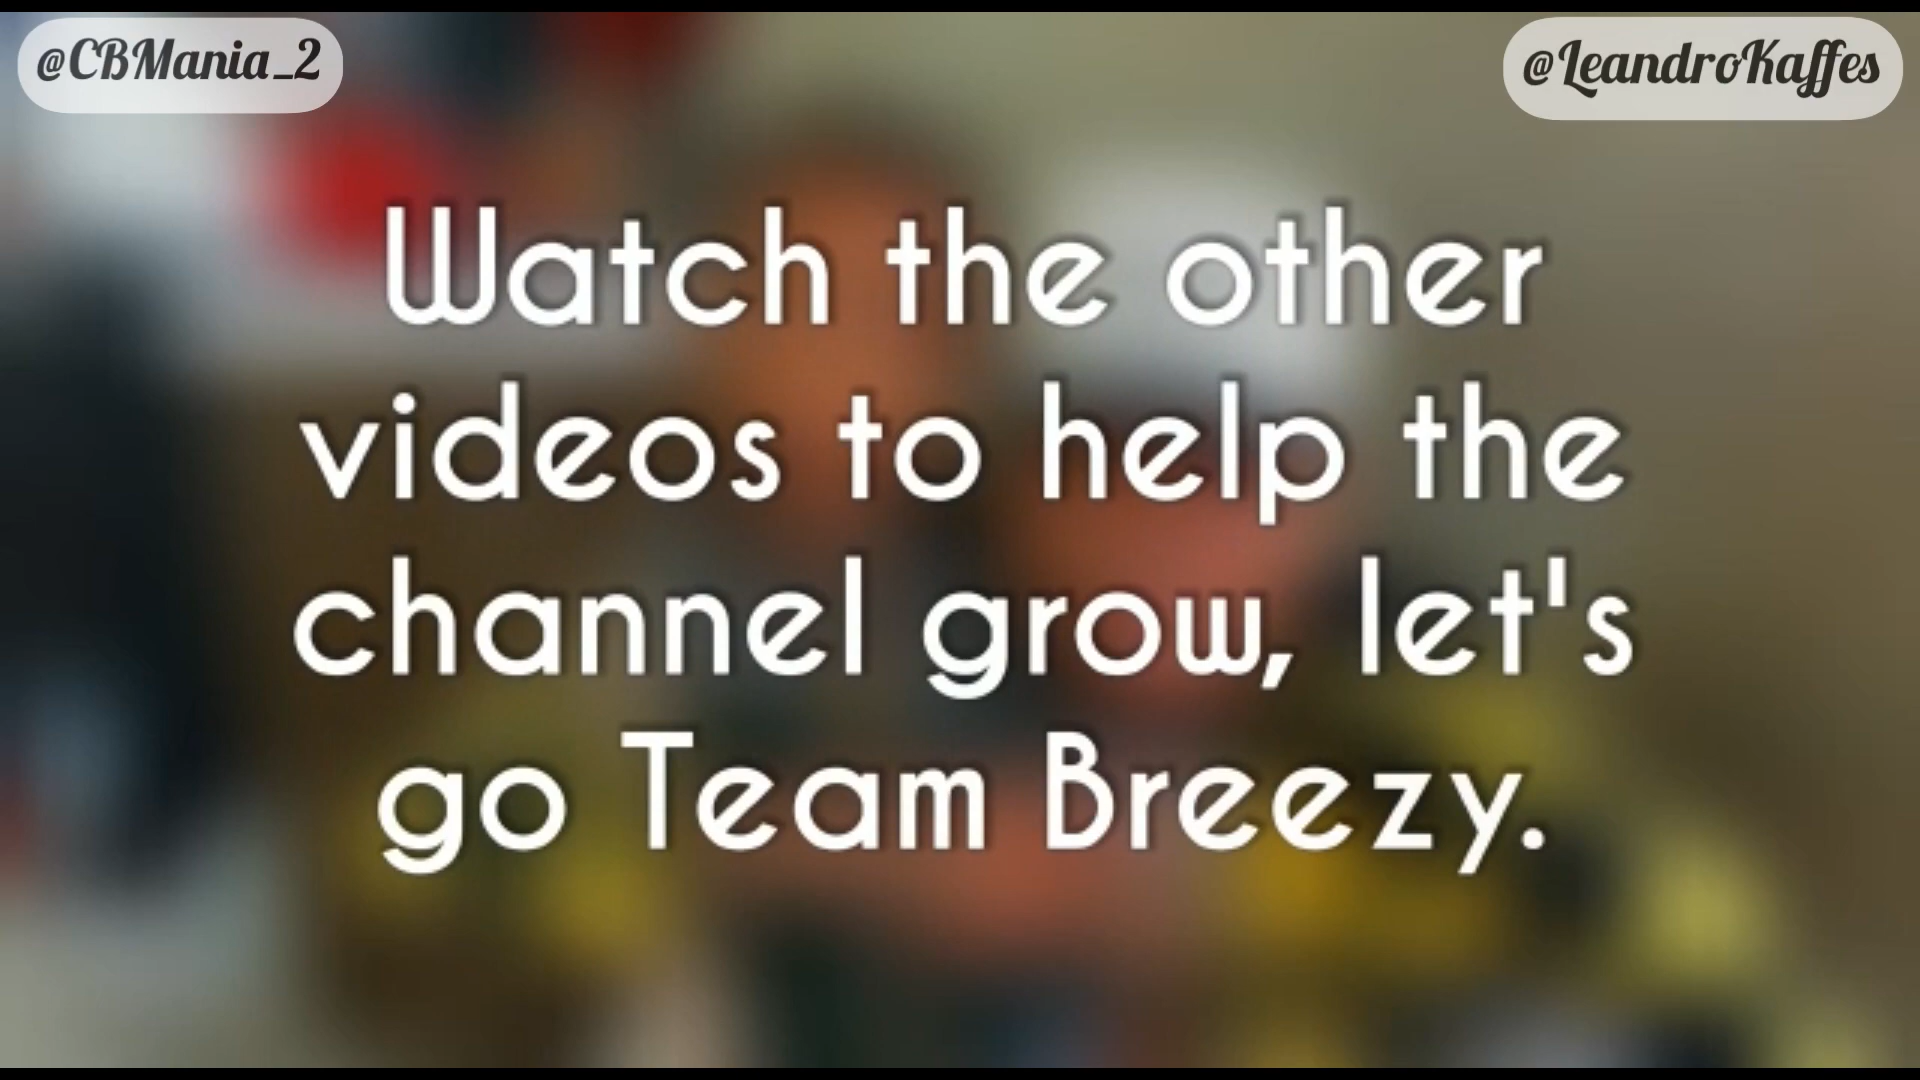 @CBMania_2
@LeandroKaffes
Watch the other
videos to help the
channel grow, let's
go Team Breezy.